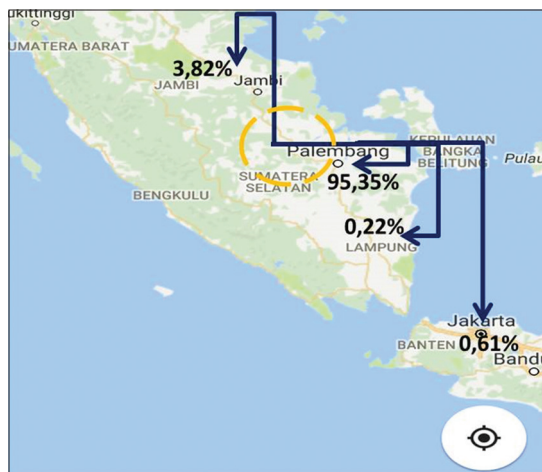 ukittinggi
UMATERA BARAT
3,82%
Jambi
JAMBI
KEPULAUAN
BANGKA
BELITUNG
Palembang
Pulau
95,35%
SUMATERA
SELATAN
BENGKULU
0,22%
LAMPUNG
Jakarta
BANTEN
0,61%
Bandu